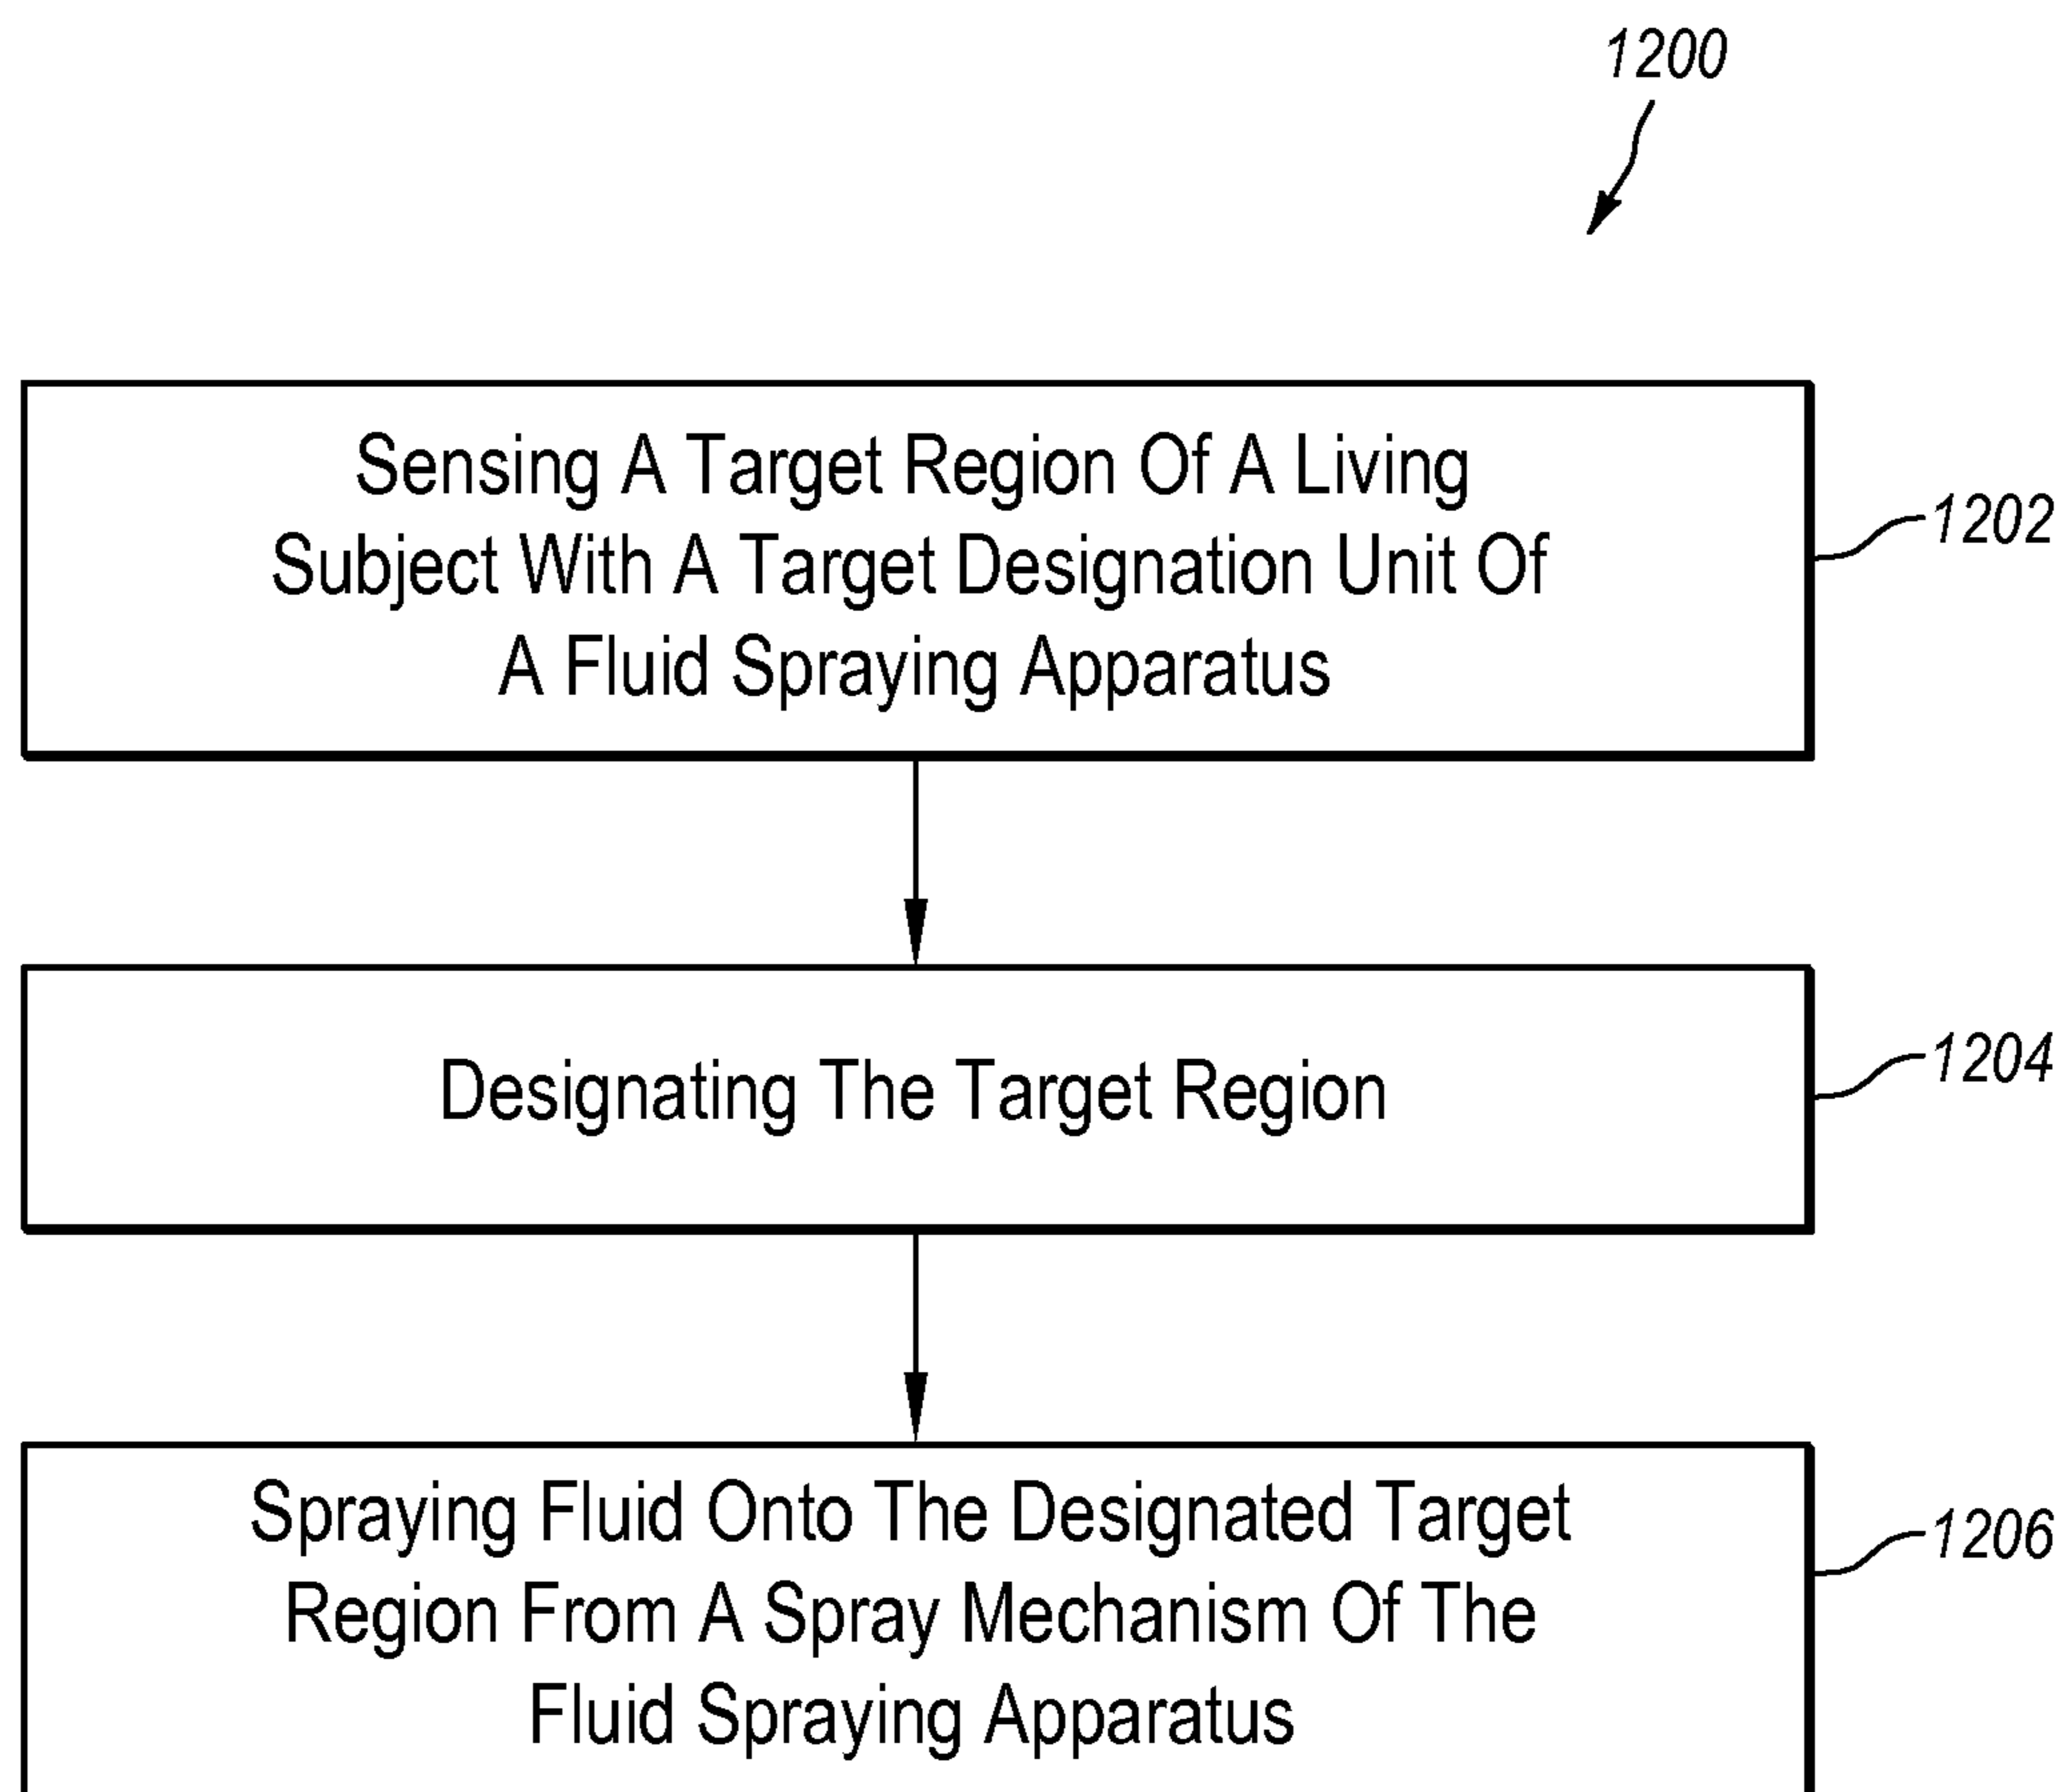 1200
Sensing A Target Region Of A Living
Subject With A Target Designation Unit Of
A Fluid Spraying Apparatus
1202
Designating The Target Region
1204
Spraying Fluid Onto The Designated Target
Region From A Spray Mechanism Of The
Fluid Spraying Apparatus
1206